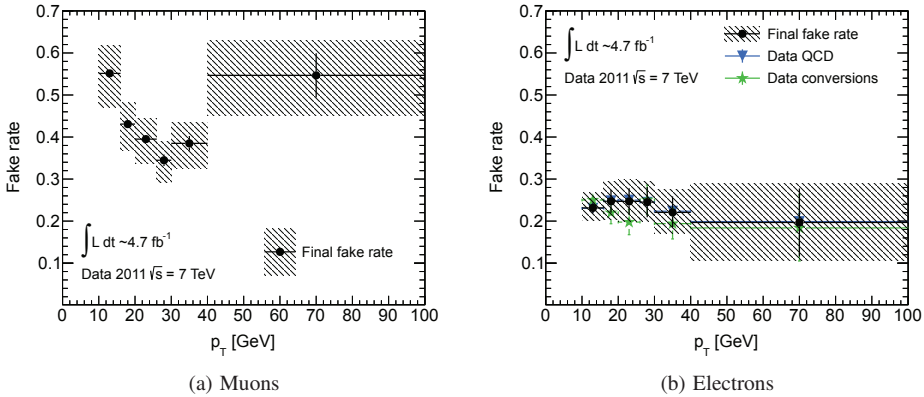 0.7
0.6
0.5
0.4
0.3
0.2
0.1
Fake rate
∫ L dt ~4.7 fb⁻¹
Data 2011 √s = 7 TeV
Final fake rate
0 10 20 30 40 50 60 70 80 90 100
p_T [GeV]
(a) Muons
0.7
0.6
0.5
0.4
0.3
0.2
0.1
Fake rate
∫ L dt ~4.7 fb⁻¹
Data 2011 √s = 7 TeV
Final fake rate
Data QCD
Data conversions
0 10 20 30 40 50 60 70 80 90 100
p_T [GeV]
(b) Electrons